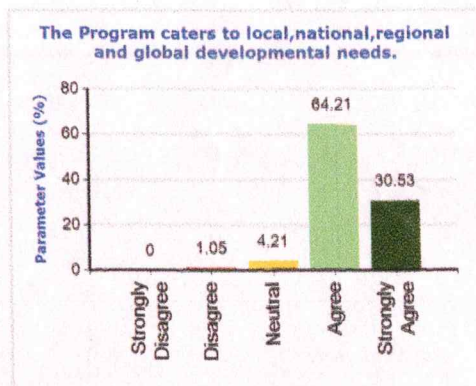 The Program caters to local,national,regional
and global developmental needs.
Parameter Values (%)
80
60
40
20
0
0
1.05
4.21
64.21
30.53
Strongly
Disagree
Disagree
Neutral
Agree
Strongly
Agree